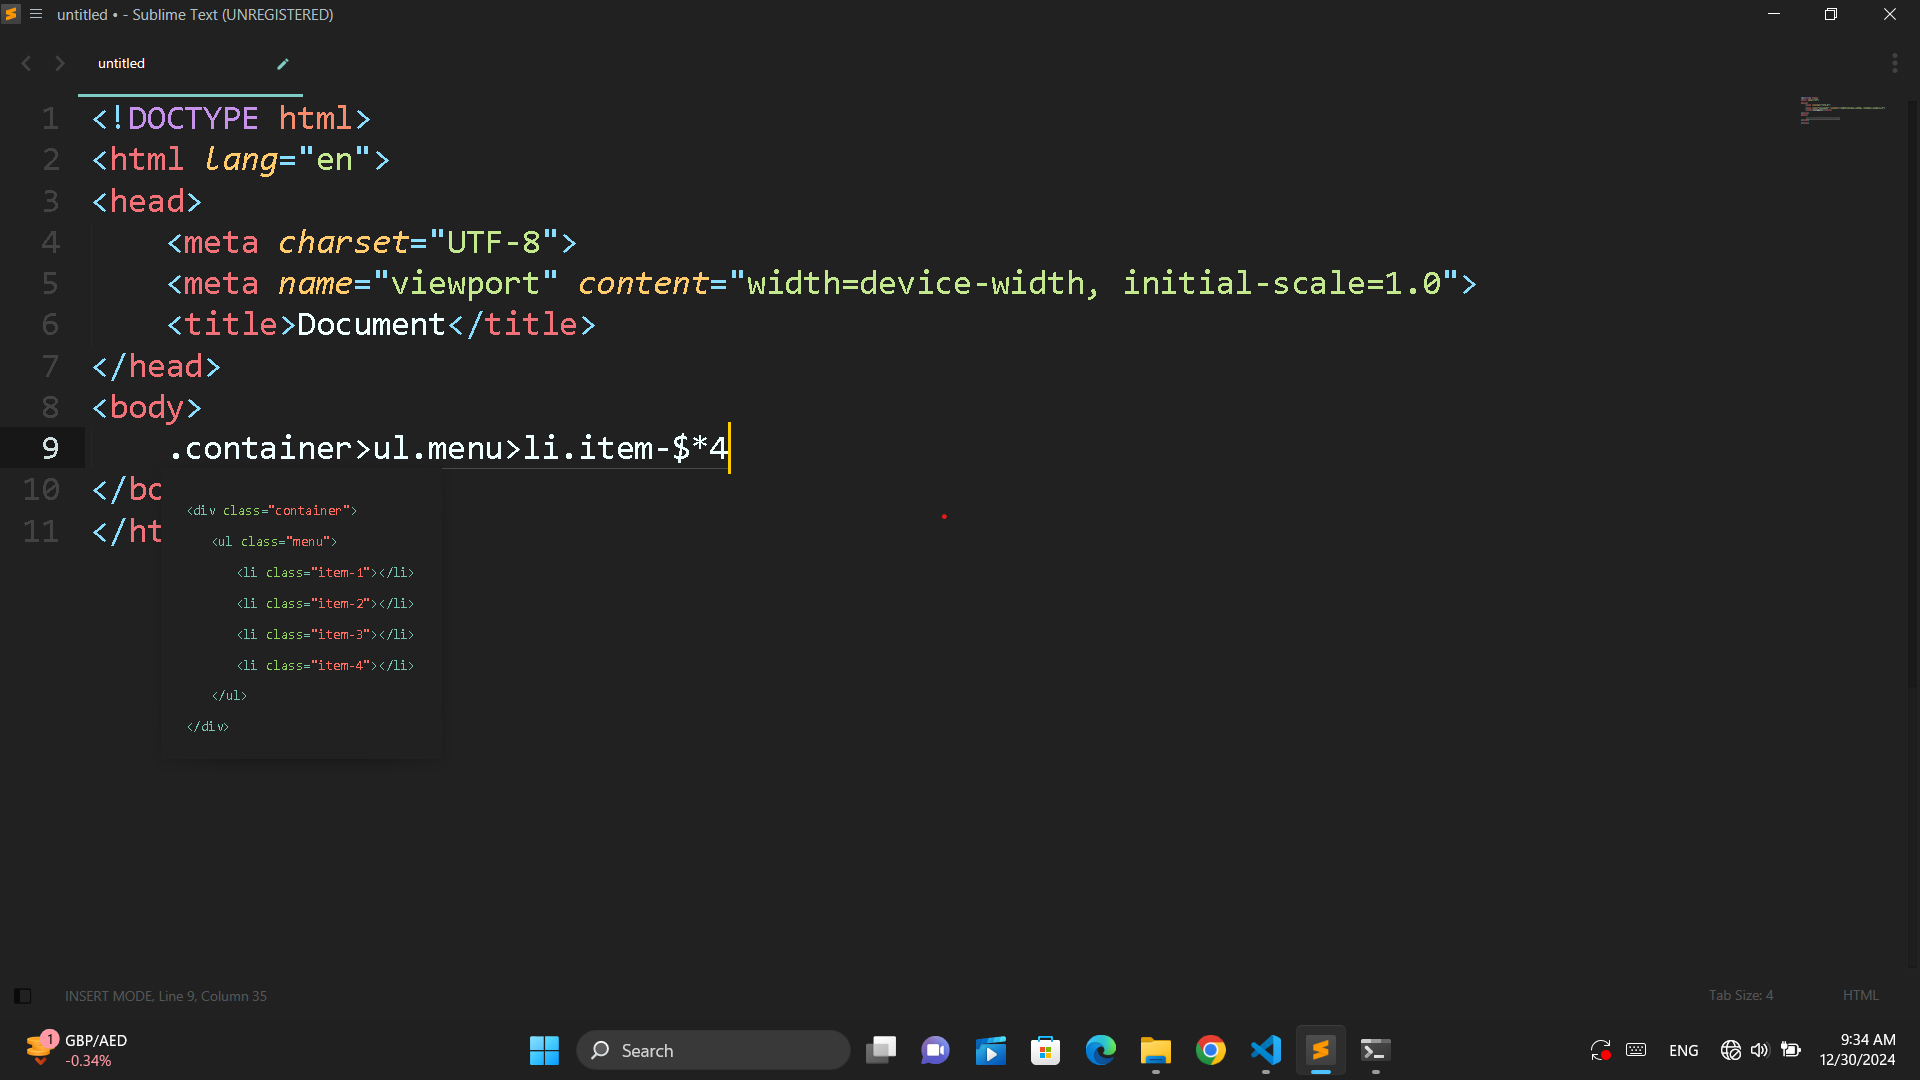 untitled • - Sublime Text (UNREGISTERED)
untitled
1 <!DOCTYPE html>
2 <html lang="en">
3 <head>
4 <meta charset="UTF-8">
5 <meta name="viewport" content="width=device-width, initial-scale=1.0">
6 <title>Document</title>
7 </head>
8 <body>
9 .container>ul.menu>li.item-$*4
10 </bo
11 </ht
<div class="container">
<ul class="menu">
<li class="item-1"></li>
<li class="item-2"></li>
<li class="item-3"></li>
<li class="item-4"></li>
</ul>
</div>
INSERT MODE, Line 9, Column 35
Tab Size: 4
HTML
1
GBP/AED
-0.34%
Search
ENG
9:34 AM
12/30/2024